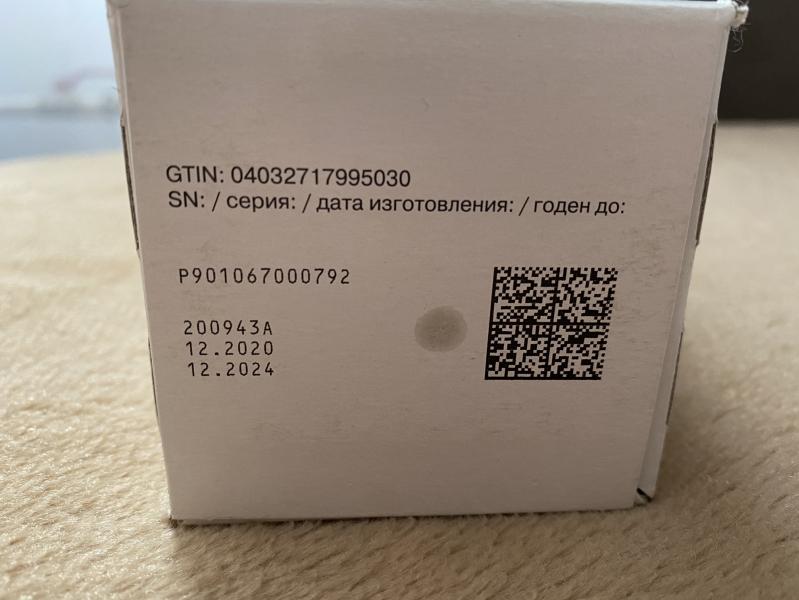 GTIN: 04032717995030
SN: / серия: / дата изготовления: / годен до:
P901067000792
200943A
12.2020
12.2024